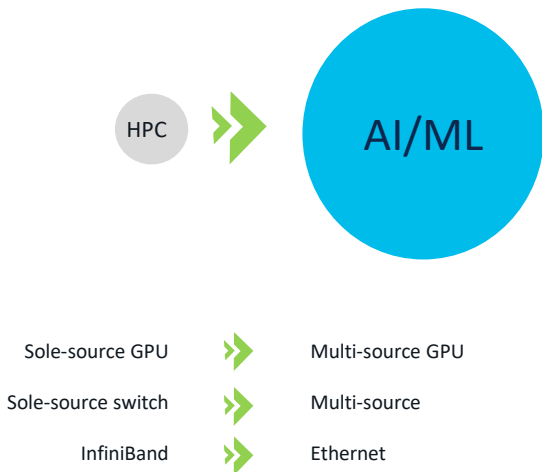 HPC
AI/ML
Sole-source GPU
Multi-source GPU
Sole-source switch
Multi-source
InfiniBand
Ethernet